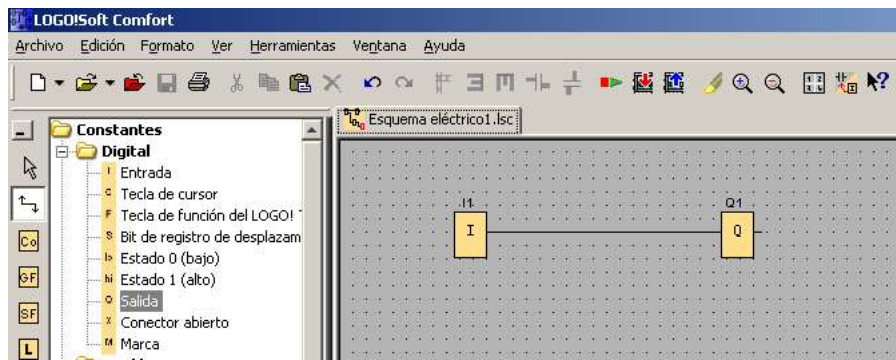 LOGO!Soft Comfort
Archivo Edición Formato Ver Herramientas Ventana Ayuda
Esquema eléctrico1.lsc
Constantes
Digital
I Entrada
C Tecla de cursor
F Tecla de función del LOGO!
S Bit de registro de desplazam
lo Estado 0 (bajo)
hi Estado 1 (alto)
Q Salida
X Conector abierto
M Marca
Co
GF
SF
L
I1
I
Q1
Q